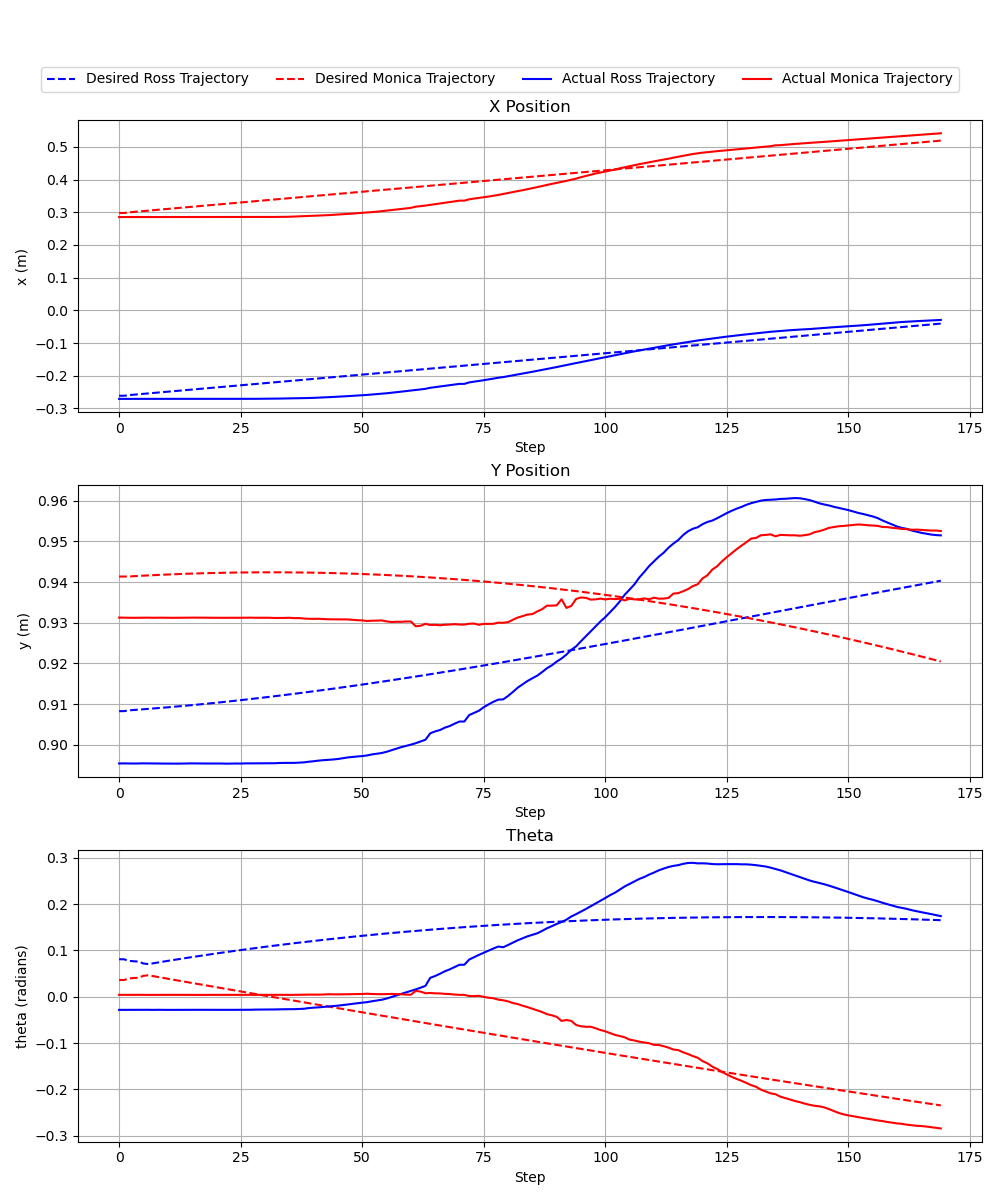 Desired Ross Trajectory Desired Monica Trajectory Actual Ross Trajectory Actual Monica Trajectory
X Position
0.5
0.4
0.3
0.2
0.1
0.0
−0.1
−0.2
−0.3
x (m)
0 25 50 75 100 125 150 175
Step
Y Position
0.96
0.95
0.94
0.93
0.92
0.91
0.90
y (m)
0 25 50 75 100 125 150 175
Step
Theta
0.3
0.2
0.1
0.0
−0.1
−0.2
−0.3
theta (radians)
0 25 50 75 100 125 150 175
Step